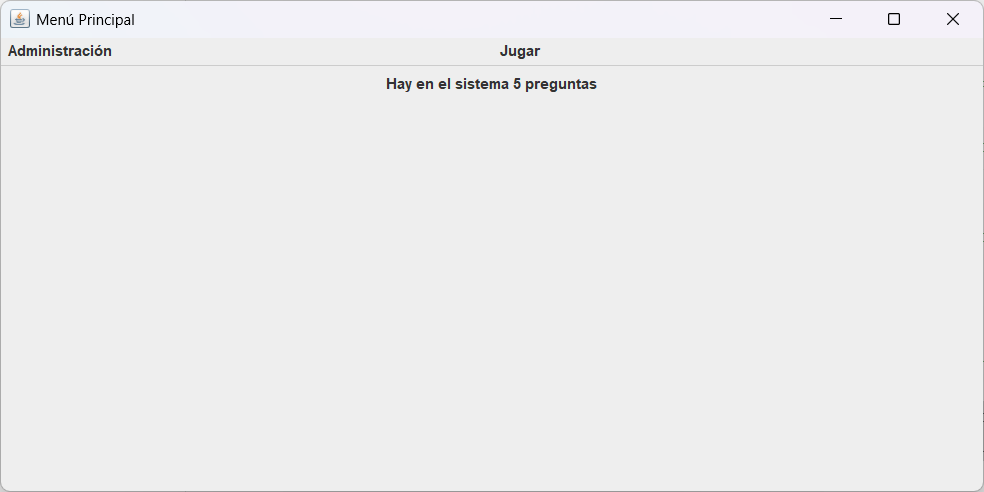 Menú Principal
Administración Jugar
Hay en el sistema 5 preguntas